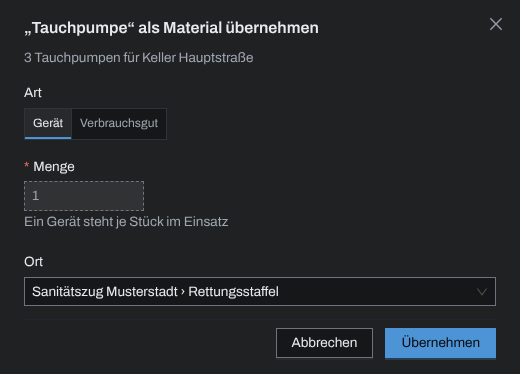 „Tauchpumpe“ als Material übernehmen
3 Tauchpumpen für Keller Hauptstraße
Art
Gerät Verbrauchsgut
* Menge
1
Ein Gerät steht je Stück im Einsatz
Ort
Sanitätszug Musterstadt › Rettungsstaffel
Abbrechen Übernehmen